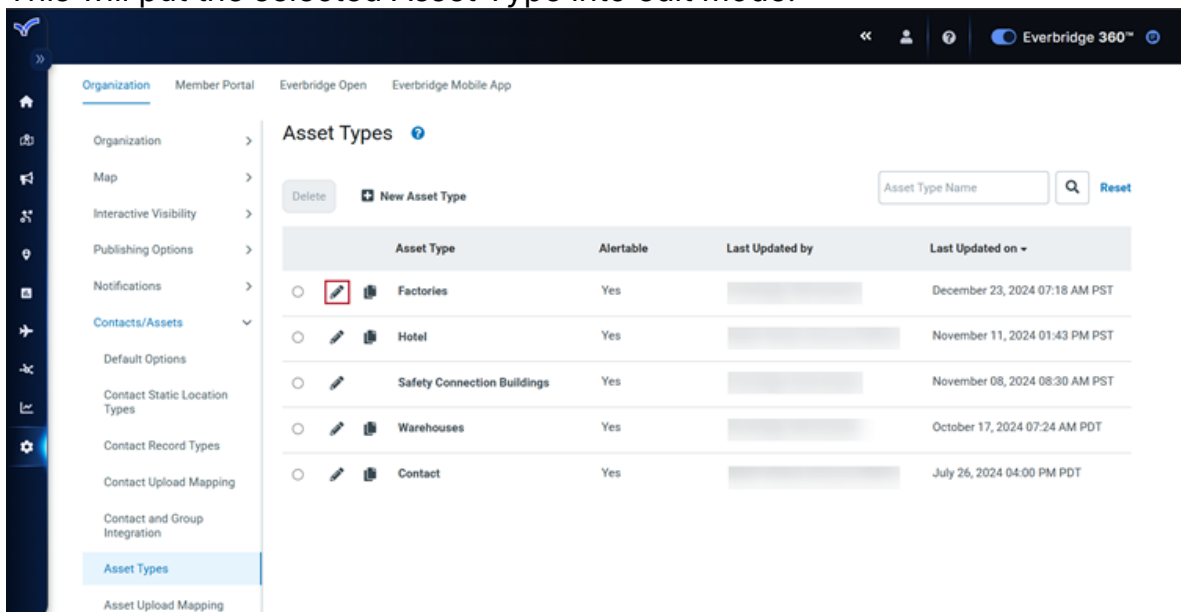 This will put the selected Asset Type into edit mode.
Everbridge 360™
Organization Member Portal Everbridge Open Everbridge Mobile App
Organization
Map
Interactive Visibility
Publishing Options
Notifications
Contacts/Assets
Default Options
Contact Static Location
Types
Contact Record Types
Contact Upload Mapping
Contact and Group
Integration
Asset Types
Asset Upload Mapping
Asset Types
Delete New Asset Type Asset Type Name Reset
Asset Type Alertable Last Updated by Last Updated on
Factories Yes December 23, 2024 07:18 AM PST
Hotel Yes November 11, 2024 01:43 PM PST
Safety Connection Buildings Yes November 08, 2024 08:30 AM PST
Warehouses Yes October 17, 2024 07:24 AM PDT
Contact Yes July 26, 2024 04:00 PM PDT